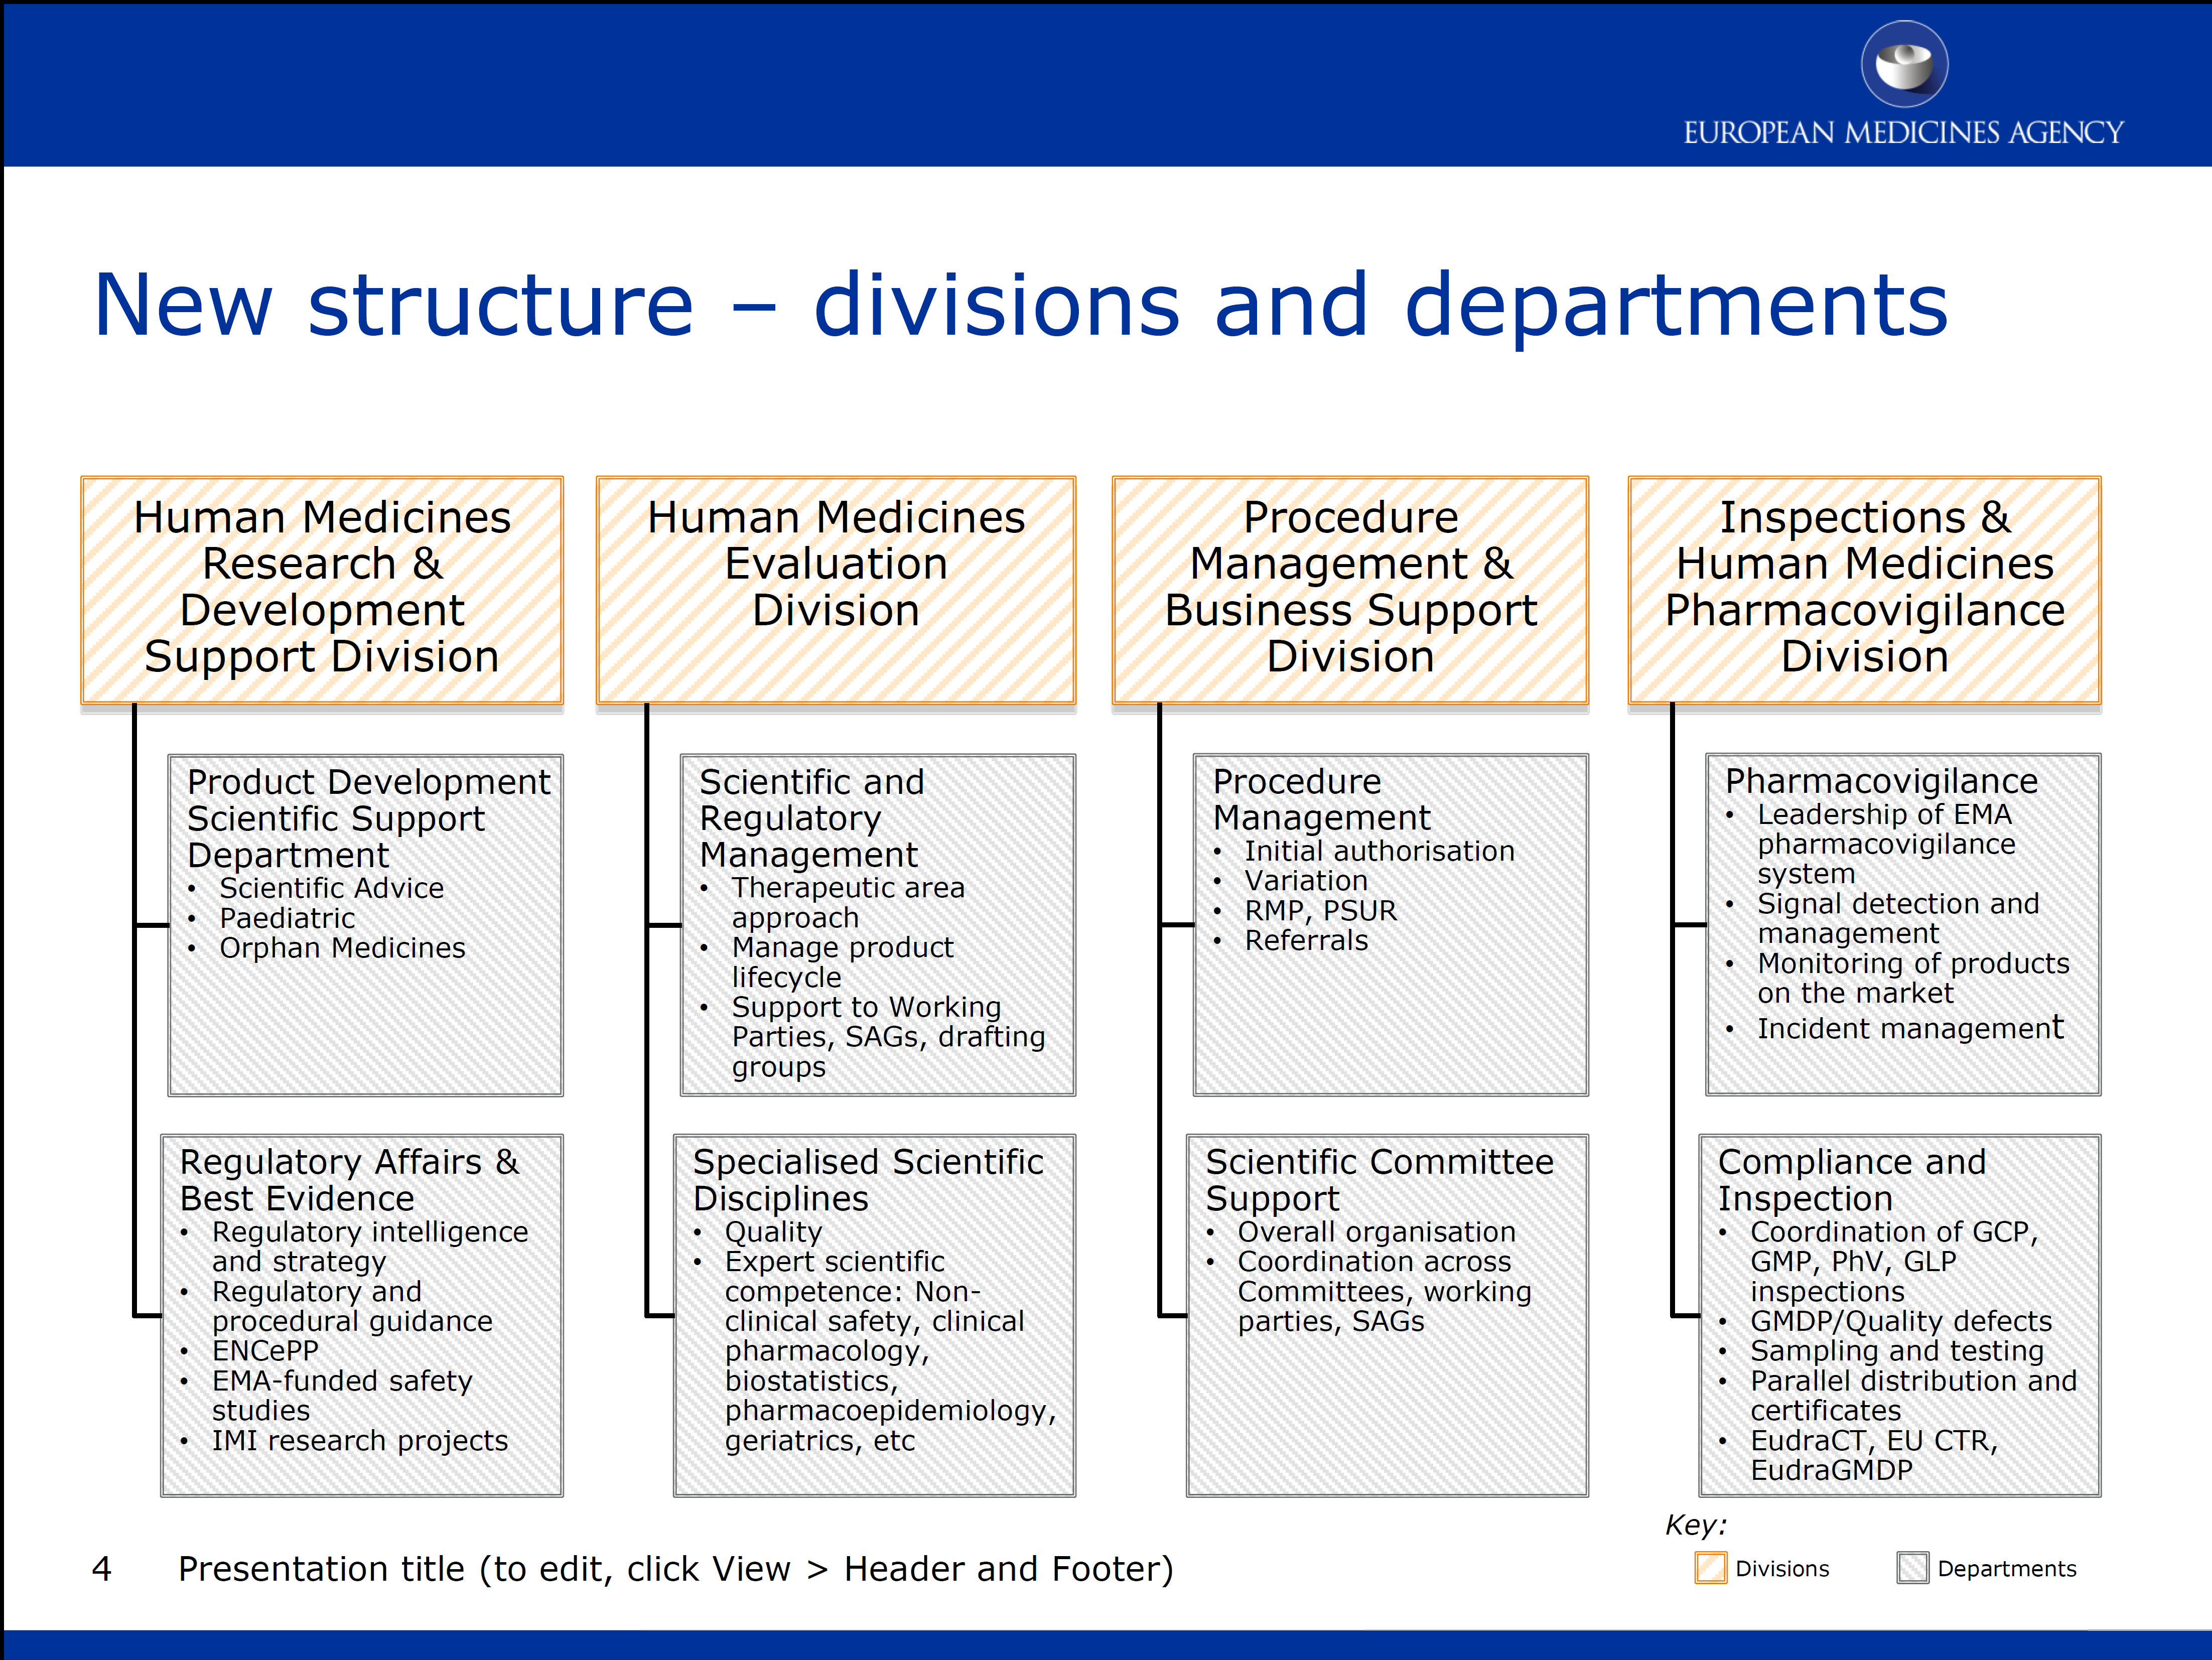 EUROPEAN MEDICINES AGENCY
New structure – divisions and departments
Human Medicines
Research &
Development
Support Division
Product Development
Scientific Support
Department
• Scientific Advice
• Paediatric
• Orphan Medicines
Regulatory Affairs &
Best Evidence
• Regulatory intelligence
and strategy
• Regulatory and
procedural guidance
• ENCePP
• EMA-funded safety
studies
• IMI research projects
Human Medicines
Evaluation
Division
Scientific and
Regulatory
Management
• Therapeutic area
approach
• Manage product
lifecycle
• Support to Working
Parties, SAGs, drafting
groups
Specialised Scientific
Disciplines
• Quality
• Expert scientific
competence: Non-
clinical safety, clinical
pharmacology,
biostatistics,
pharmacoepidemiology,
geriatrics, etc
Procedure
Management &
Business Support
Division
Procedure
Management
• Initial authorisation
• Variation
• RMP, PSUR
• Referrals
Scientific Committee
Support
• Overall organisation
• Coordination across
Committees, working
parties, SAGs
Inspections &
Human Medicines
Pharmacovigilance
Division
Pharmacovigilance
• Leadership of EMA
pharmacovigilance
system
• Signal detection and
management
• Monitoring of products
on the market
• Incident management
Compliance and
Inspection
• Coordination of GCP,
GMP, PhV, GLP
inspections
• GMDP/Quality defects
• Sampling and testing
• Parallel distribution and
certificates
• EudraCT, EU CTR,
EudraGMDP
Key:
Divisions
Departments
4 Presentation title (to edit, click View > Header and Footer)